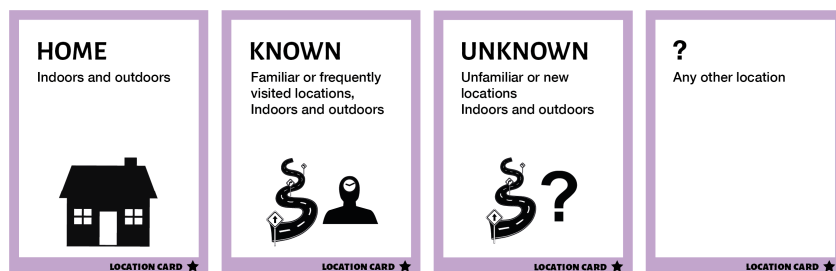 HOME
Indoors and outdoors
LOCATION CARD
KNOWN
Familiar or frequently
visited locations,
Indoors and outdoors
LOCATION CARD
UNKNOWN
Unfamiliar or new
locations
Indoors and outdoors
?
LOCATION CARD
?
Any other location
LOCATION CARD